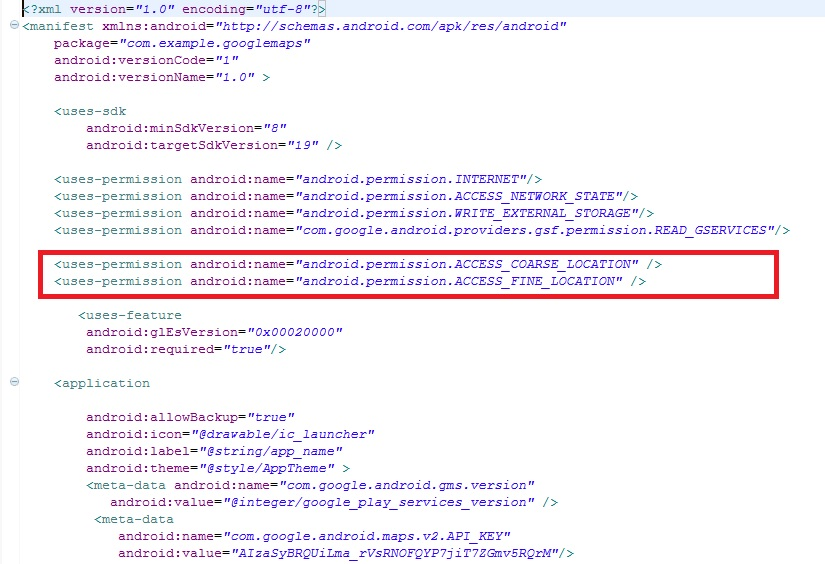 <?xml version="1.0" encoding="utf-8"?>
<manifest xmlns:android="http://schemas.android.com/apk/res/android"
package="com.example.googlemaps"
android:versionCode="1"
android:versionName="1.0" >
<uses-sdk
android:minSdkVersion="8"
android:targetSdkVersion="19" />
<uses-permission android:name="android.permission.INTERNET"/>
<uses-permission android:name="android.permission.ACCESS_NETWORK_STATE"/>
<uses-permission android:name="android.permission.WRITE_EXTERNAL_STORAGE"/>
<uses-permission android:name="com.google.android.providers.gsf.permission.READ_GSERVICES"/>
<uses-permission android:name="android.permission.ACCESS_COARSE_LOCATION" />
<uses-permission android:name="android.permission.ACCESS_FINE_LOCATION" />
<uses-feature
android:glEsVersion="0x00020000"
android:required="true"/>
<application
android:allowBackup="true"
android:icon="@drawable/ic_launcher"
android:label="@string/app_name"
android:theme="@style/AppTheme" >
<meta-data android:name="com.google.android.gms.version"
android:value="@integer/google_play_services_version" />
<meta-data
android:name="com.google.android.maps.v2.API_KEY"
android:value="AIzaSyBRQUiLma_rVsRNOFQYP7jiT7ZGmv5RQrM"/>